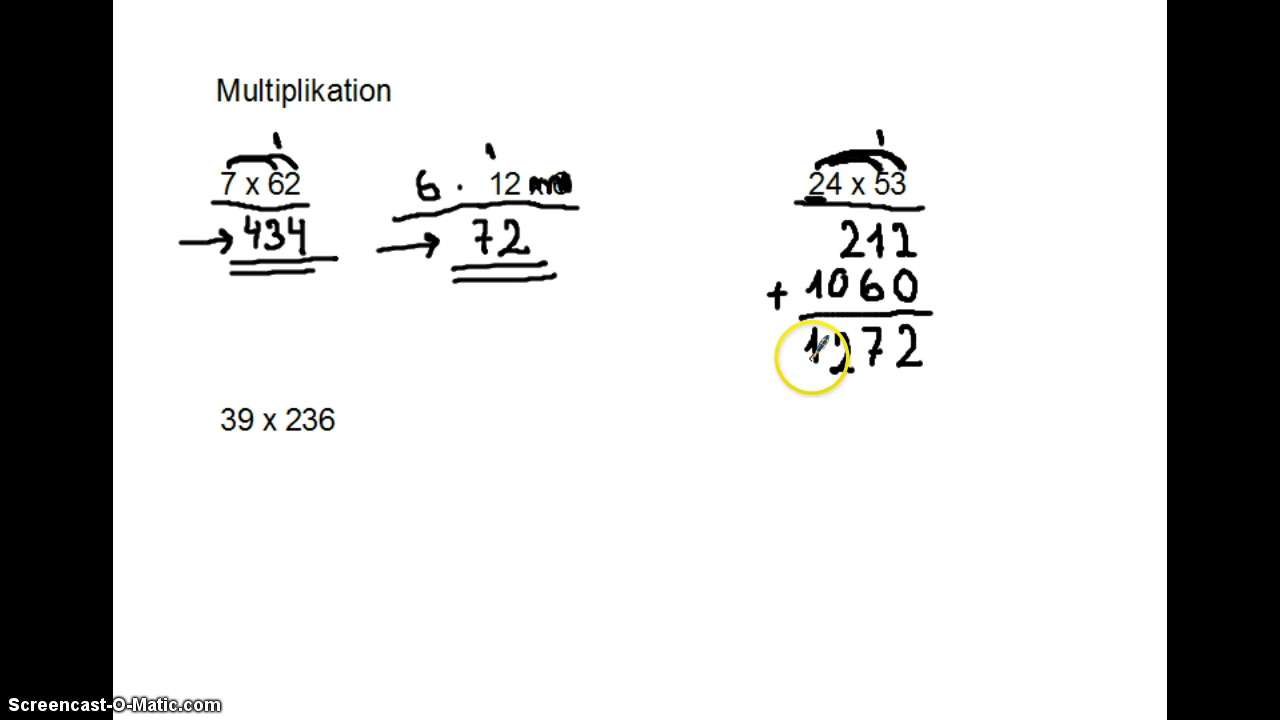 Multiplikation
7 x 62
434
6 · 12
72
24 x 53
212
+ 1060
1272
39 x 236
Screencast-O-Matic.com